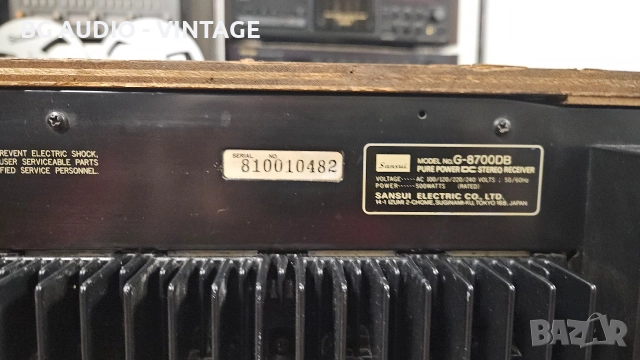 BG AUDIO - VINTAGE
PREVENT ELECTRIC SHOCK,
USER SERVICEABLE PARTS
FIED SERVICE PERSONNEL.
SERIAL NO.
810010482
Sansui
MODEL NO. G-8700DB
PURE POWER DC STEREO RECEIVER
VOLTAGE AC 100/120/220/240 VOLTS : 50/60Hz
POWER 500WATTS (RATED)
SANSUI ELECTRIC CO., LTD.
14-1 IZUMI 2-CHOME, SUGINAMI-KU, TOKYO 168, JAPAN
BAZAR